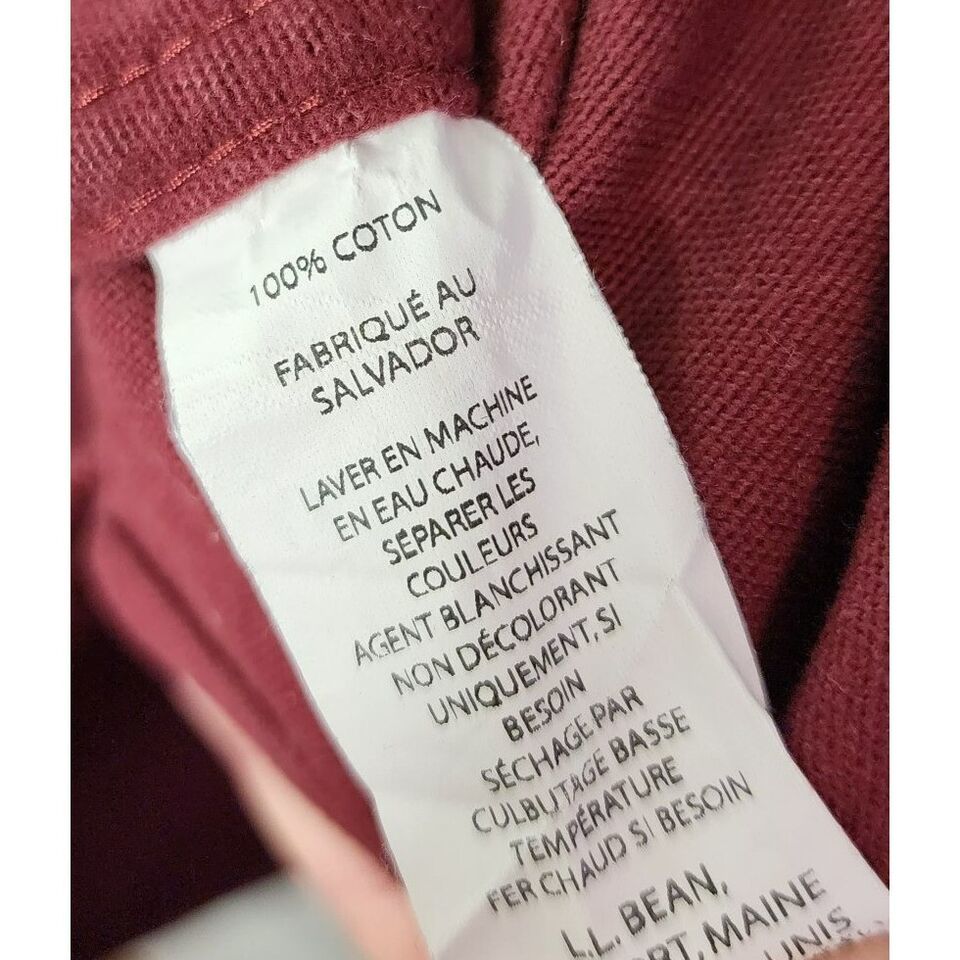 100% COTON
FABRIQUÉ AU
SALVADOR
LAVER EN MACHINE
EN EAU CHAUDE,
SÉPARER LES
COULEURS
AGENT BLANCHISSANT
NON DÉCOLORANT
UNIQUEMENT, SI
BESOIN
SÉCHAGE PAR
CULBUTAGE BASSE
TEMPÉRATURE
FER CHAUD SI BESOIN
L.L. BEAN,
MAINE